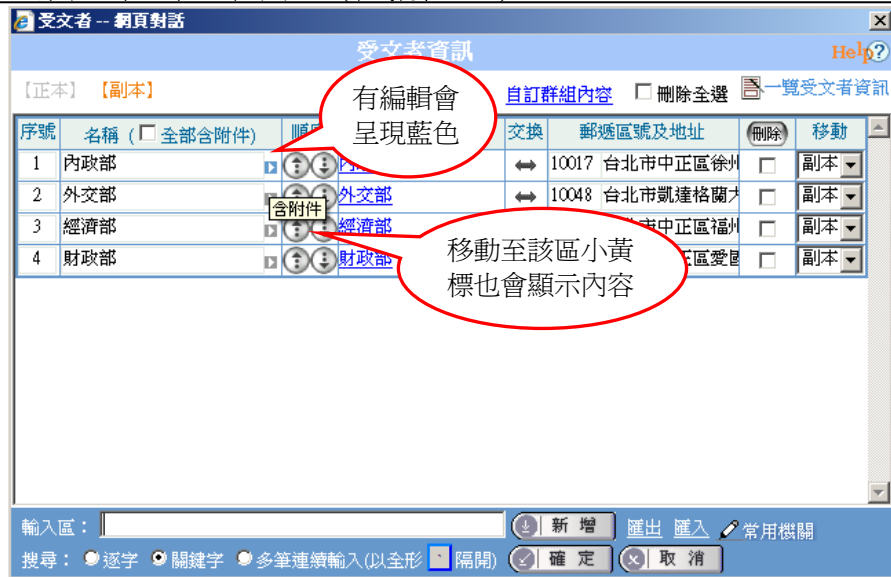 受文者 -- 網頁對話
受文者資訊
Help?
【正本】 【副本】 自訂群組內容 刪除全選 一覽受文者資訊
有編輯會
呈現藍色
序號 名稱 ( 全部含附件) 交換 郵遞區號及地址 刪除 移動
1 內政部 10017 台北市中正區徐州 副本
2 外交部 外交部 10048 台北市凱達格蘭大 副本
含附件
3 經濟部 經濟部 市中正區福州 副本
4 財政部 財政部 正區愛國 副本
移動至該區小黃
標也會顯示內容
輸入區： 新增 匯出 匯入 常用機關
搜尋： 逐字 關鍵字 多筆連續輸入(以全形 、 隔開) 確定 取消